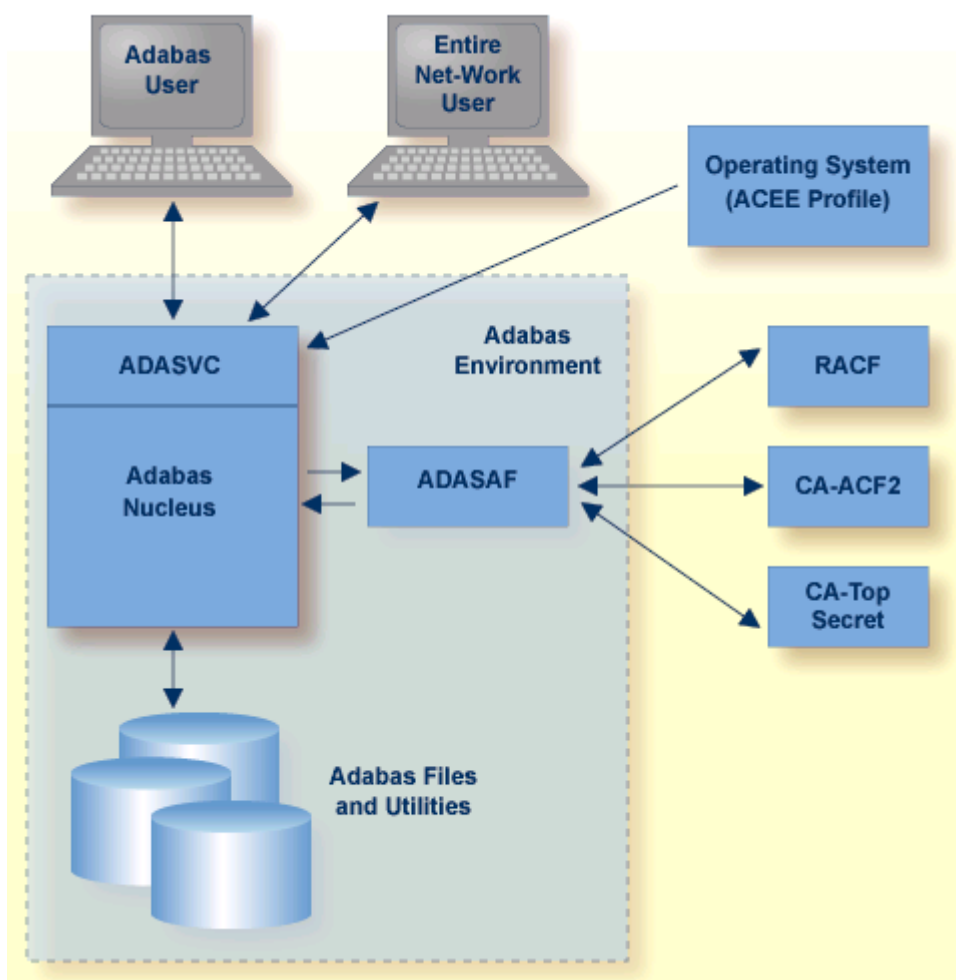 Adabas
User
Entire
Net-Work
User
Operating System
(ACEE Profile)
ADASVC
Adabas
Environment
RACF
Adabas
Nucleus
ADASAF
CA-ACF2
CA-Top
Secret
Adabas Files
and Utilities